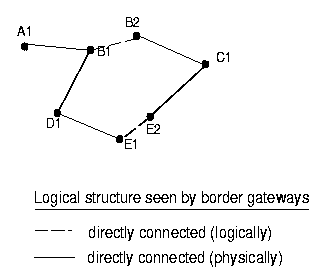 A1
B2
B1
C1
D1
E2
E1
Logical structure seen by border gateways
directly connected (logically)
directly connected (physically)